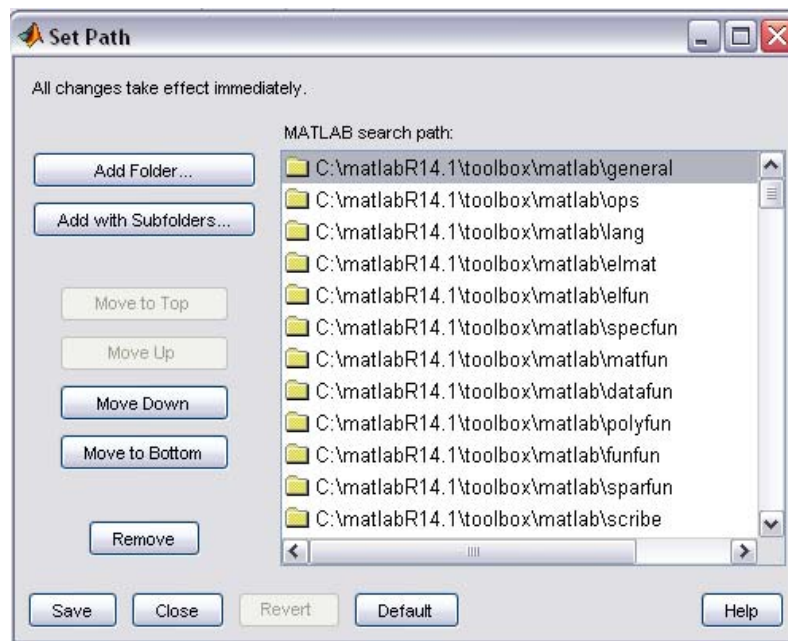 Set Path
All changes take effect immediately.
MATLAB search path:
Add Folder...
Add with Subfolders...
Move to Top
Move Up
Move Down
Move to Bottom
Remove
C:\matlabR14.1\toolbox\matlab\general
C:\matlabR14.1\toolbox\matlab\ops
C:\matlabR14.1\toolbox\matlab\lang
C:\matlabR14.1\toolbox\matlab\elmat
C:\matlabR14.1\toolbox\matlab\elfun
C:\matlabR14.1\toolbox\matlab\specfun
C:\matlabR14.1\toolbox\matlab\matfun
C:\matlabR14.1\toolbox\matlab\datafun
C:\matlabR14.1\toolbox\matlab\polyfun
C:\matlabR14.1\toolbox\matlab\funfun
C:\matlabR14.1\toolbox\matlab\sparfun
C:\matlabR14.1\toolbox\matlab\scribe
Save
Close
Revert
Default
Help